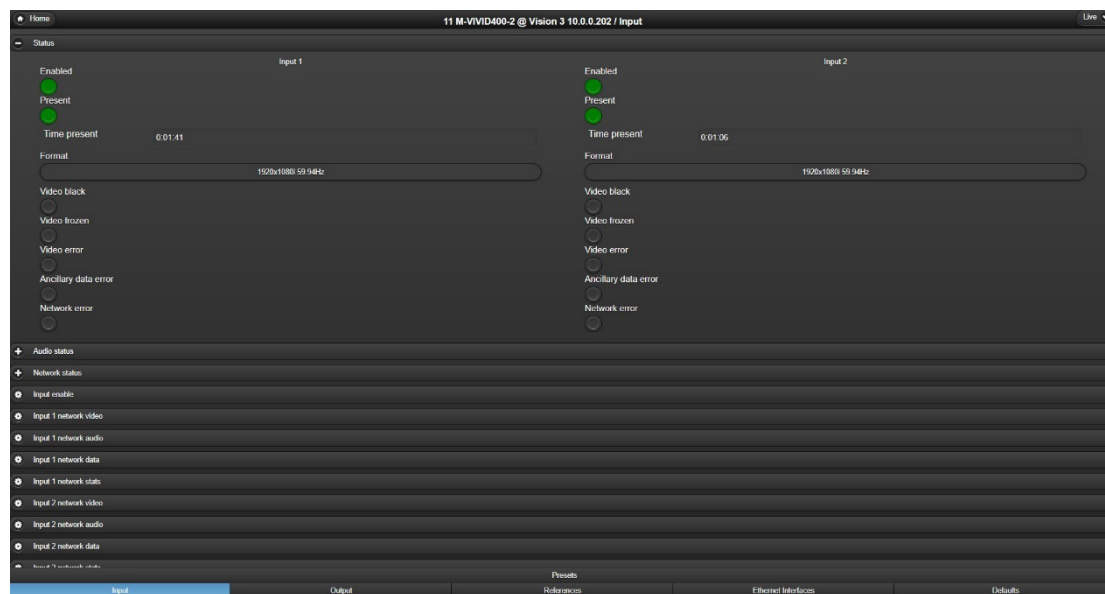 Home
11 M-VIVID400-2 @ Vision 3 10.0.0.202 / Input
Live
Status
Input 1
Enabled
Present
Time present 0:01:41
Format
1920x1080i 59.94Hz
Video black
Video frozen
Video error
Ancillary data error
Network error
Input 2
Enabled
Present
Time present 0:01:06
Format
1920x1080i 59.94Hz
Video black
Video frozen
Video error
Ancillary data error
Network error
Audio status
Network status
Input enable
Input 1 network video
Input 1 network audio
Input 1 network data
Input 1 network stats
Input 2 network video
Input 2 network audio
Input 2 network data
Input 2 network stats
Presets
Input Output References Ethernet Interfaces Defaults